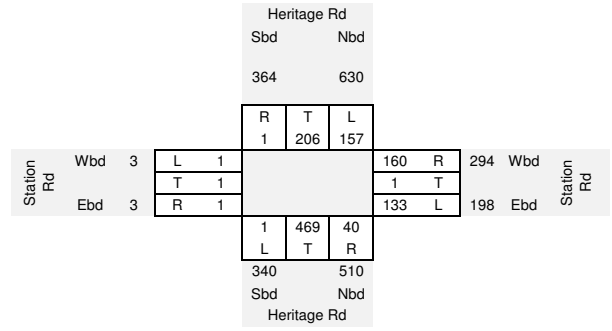 Heritage Rd
Sbd Nbd
364 630
R T L
1 206 157
Station Rd
Wbd 3 L 1
T 1
Ebd 3 R 1
160 R 294 Wbd
1 T
133 L 198 Ebd
Station Rd
1 469 40
L T R
340 510
Sbd Nbd
Heritage Rd